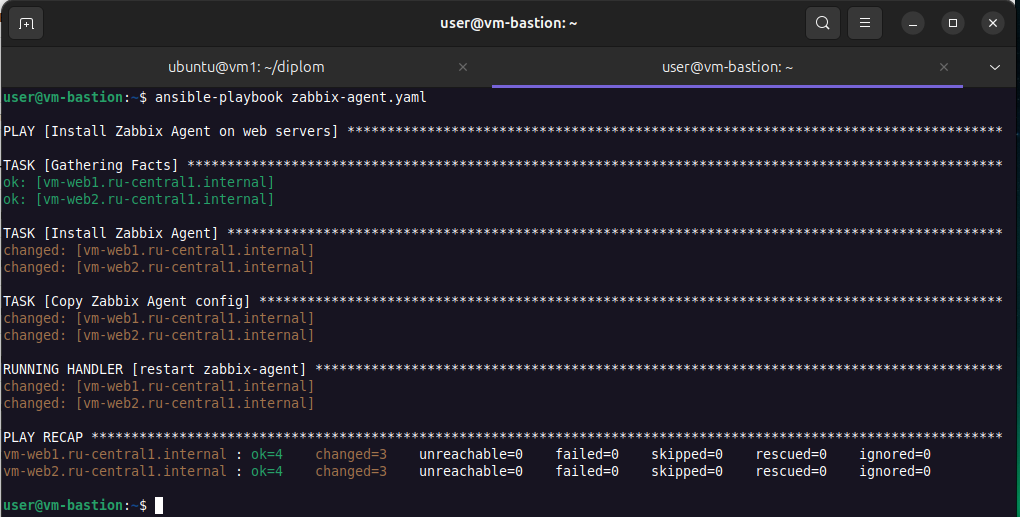 user@vm-bastion: ~
ubuntu@vm1: ~/diplom
user@vm-bastion: ~
user@vm-bastion:~$ ansible-playbook zabbix-agent.yaml
PLAY [Install Zabbix Agent on web servers] **********************************************************************************
TASK [Gathering Facts] ******************************************************************************************************
ok: [vm-web1.ru-central1.internal]
ok: [vm-web2.ru-central1.internal]
TASK [Install Zabbix Agent] *************************************************************************************************
changed: [vm-web1.ru-central1.internal]
changed: [vm-web2.ru-central1.internal]
TASK [Copy Zabbix Agent config] *********************************************************************************************
changed: [vm-web1.ru-central1.internal]
changed: [vm-web2.ru-central1.internal]
RUNNING HANDLER [restart zabbix-agent] **************************************************************************************
changed: [vm-web1.ru-central1.internal]
changed: [vm-web2.ru-central1.internal]
PLAY RECAP ******************************************************************************************************************
vm-web1.ru-central1.internal : ok=4    changed=3    unreachable=0    failed=0    skipped=0    rescued=0    ignored=0
vm-web2.ru-central1.internal : ok=4    changed=3    unreachable=0    failed=0    skipped=0    rescued=0    ignored=0
user@vm-bastion:~$